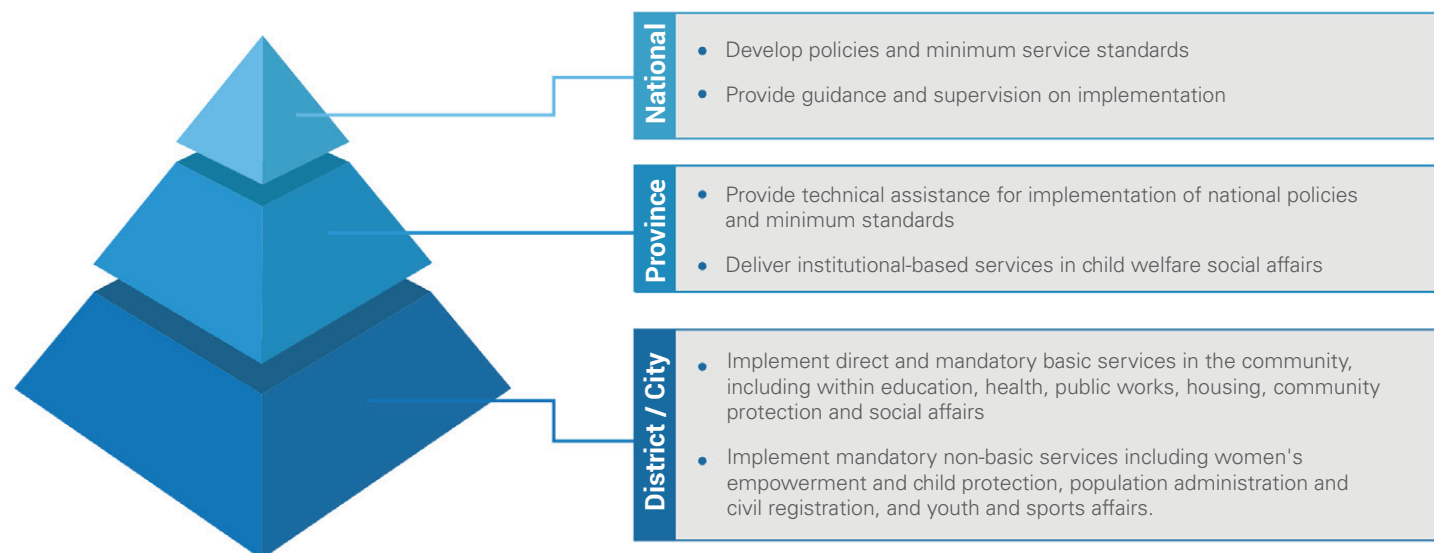 National
Develop policies and minimum service standards
Provide guidance and supervision on implementation
Province
Provide technical assistance for implementation of national policies
and minimum standards
Deliver institutional-based services in child welfare social affairs
District / City
Implement direct and mandatory basic services in the community,
including within education, health, public works, housing, community
protection and social affairs
Implement mandatory non-basic services including women's
empowerment and child protection, population administration and
civil registration, and youth and sports affairs.